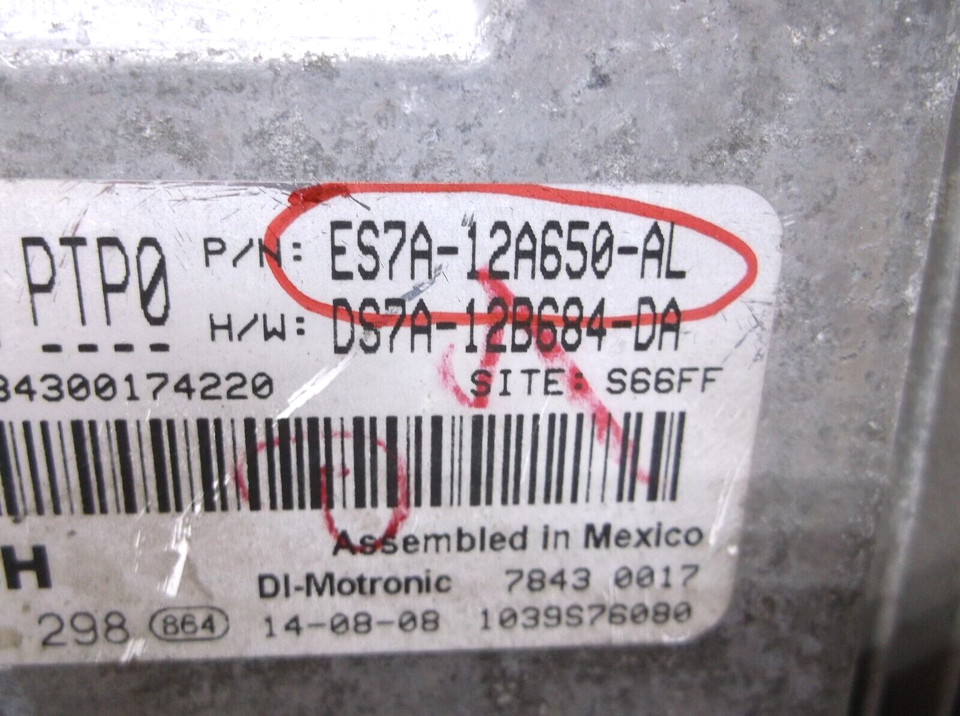 PTP0 P/N: ES7A-12A650-AL
---- H/W: DS7A-12B684-DA
84300174220 SITE: S66FF
Assembled in Mexico
H DI-Motronic 7843 0017
298 864 14-08-08 1039S76080